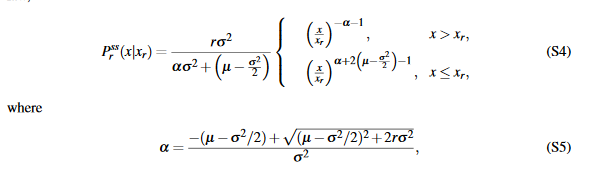 $$P_r^{ss}(x|x_r) = \frac{r\sigma^2}{\alpha\sigma^2 + \left(\mu - \frac{\sigma^2}{2}\right)} \begin{cases} \left(\frac{x}{x_r}\right)^{-\alpha-1}, & x > x_r, \\ \left(\frac{x}{x_r}\right)^{\alpha+2\left(\mu-\frac{\sigma^2}{2}\right)-1}, & x \leq x_r, \end{cases} \tag{S4}$$
where
$$\alpha = \frac{-(\mu - \sigma^2/2) + \sqrt{(\mu - \sigma^2/2)^2 + 2r\sigma^2}}{\sigma^2}, \tag{S5}$$